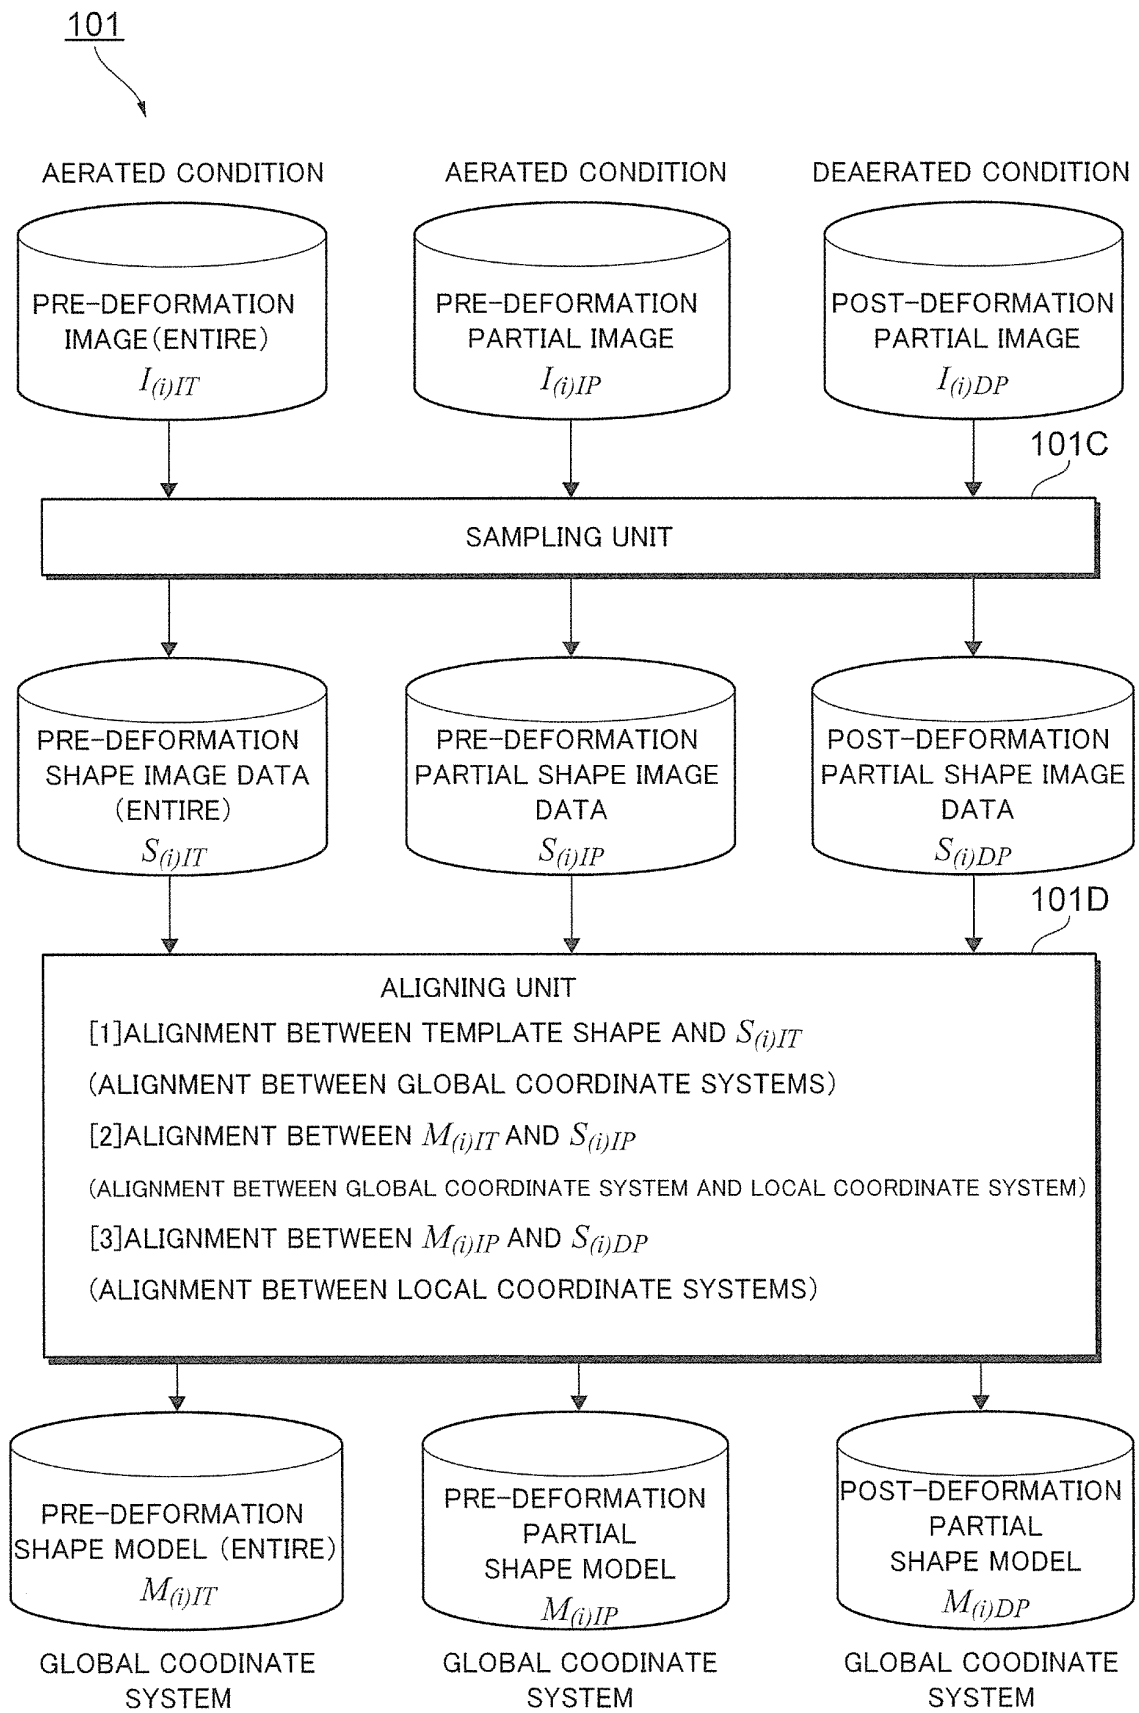 101
AERATED CONDITION
AERATED CONDITION
DEAERATED CONDITION
PRE-DEFORMATION
IMAGE(ENTIRE)
I(i)IT
PRE-DEFORMATION
PARTIAL IMAGE
I(i)IP
POST-DEFORMATION
PARTIAL IMAGE
I(i)DP
101C
SAMPLING UNIT
PRE-DEFORMATION
SHAPE IMAGE DATA
(ENTIRE)
S(i)IT
PRE-DEFORMATION
PARTIAL SHAPE IMAGE
DATA
S(i)IP
POST-DEFORMATION
PARTIAL SHAPE IMAGE
DATA
S(i)DP
101D
ALIGNING UNIT
[1]ALIGNMENT BETWEEN TEMPLATE SHAPE AND S(i)IT
(ALIGNMENT BETWEEN GLOBAL COORDINATE SYSTEMS)
[2]ALIGNMENT BETWEEN M(i)IT AND S(i)IP
(ALIGNMENT BETWEEN GLOBAL COORDINATE SYSTEM AND LOCAL COORDINATE SYSTEM)
[3]ALIGNMENT BETWEEN M(i)IP AND S(i)DP
(ALIGNMENT BETWEEN LOCAL COORDINATE SYSTEMS)
PRE-DEFORMATION
SHAPE MODEL (ENTIRE)
M(i)IT
PRE-DEFORMATION
PARTIAL
SHAPE MODEL
M(i)IP
POST-DEFORMATION
PARTIAL
SHAPE MODEL
M(i)DP
GLOBAL COODINATE
SYSTEM
GLOBAL COODINATE
SYSTEM
GLOBAL COODINATE
SYSTEM